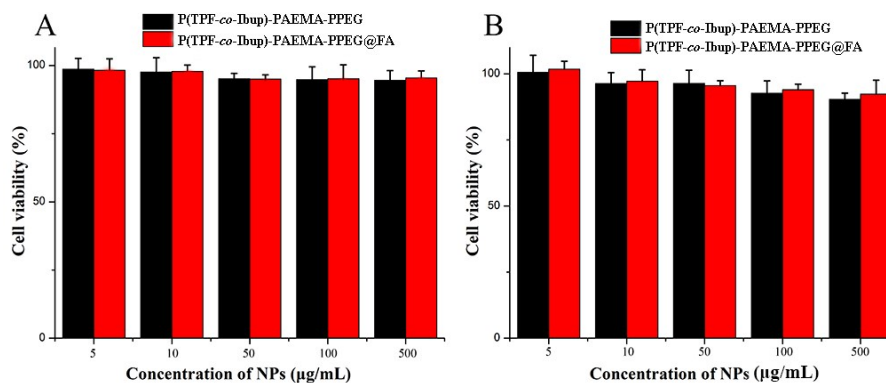 A
P(TPF-co-Ibup)-PAEMA-PPEG
P(TPF-co-Ibup)-PAEMA-PPEG@FA
100
50
0
Cell viability (%)
5 10 50 100 500
Concentration of NPs (μg/mL)
B
P(TPF-co-Ibup)-PAEMA-PPEG
P(TPF-co-Ibup)-PAEMA-PPEG@FA
100
50
0
Cell viability (%)
5 10 50 100 500
Concentration of NPs (μg/mL)